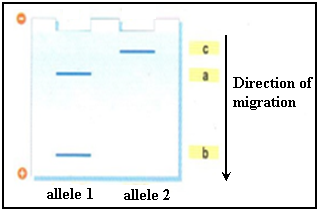 c
a
Direction of
migration
b
allele 1 allele 2